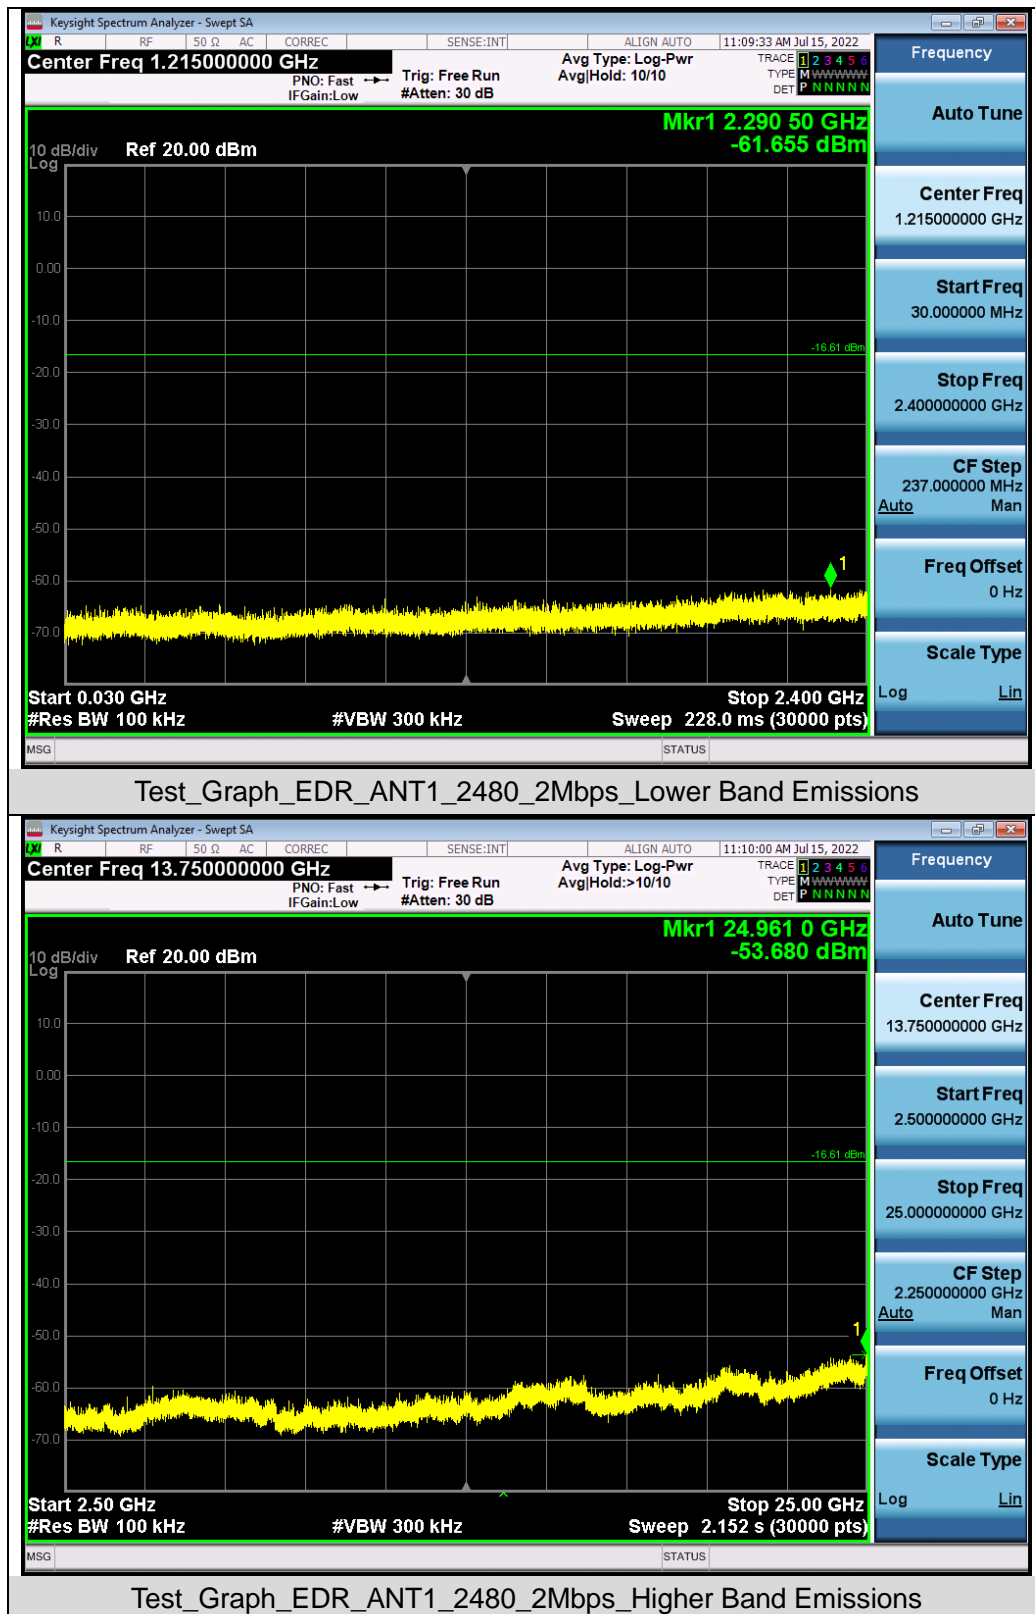 Keysight Spectrum Analyzer - Swept SA
LXI R RF 50 Ω AC CORREC SENSE:INT ALIGN AUTO 11:09:33 AM Jul 15, 2022
Center Freq 1.215000000 GHz
PNO: Fast
IFGain:Low
Trig: Free Run
#Atten: 30 dB
Avg Type: Log-Pwr
Avg|Hold: 10/10
TRACE 1 2 3 4 5 6
TYPE M WWWWW
DET P N N N N N
Mkr1 2.290 50 GHz
-61.655 dBm
10 dB/div Ref 20.00 dBm
Log
10.0
0.00
-10.0
-16.61 dBm
-20.0
-30.0
-40.0
-50.0
1
-60.0
-70.0
Start 0.030 GHz Stop 2.400 GHz
#Res BW 100 kHz #VBW 300 kHz Sweep 228.0 ms (30000 pts)
MSG STATUS
Frequency
Auto Tune
Center Freq
1.215000000 GHz
Start Freq
30.000000 MHz
Stop Freq
2.400000000 GHz
CF Step
237.000000 MHz
Auto Man
Freq Offset
0 Hz
Scale Type
Log Lin
Test_Graph_EDR_ANT1_2480_2Mbps_Lower Band Emissions
Keysight Spectrum Analyzer - Swept SA
LXI R RF 50 Ω AC CORREC SENSE:INT ALIGN AUTO 11:10:00 AM Jul 15, 2022
Center Freq 13.750000000 GHz
PNO: Fast
IFGain:Low
Trig: Free Run
#Atten: 30 dB
Avg Type: Log-Pwr
Avg|Hold:>10/10
TRACE 1 2 3 4 5 6
TYPE M WWWWW
DET P N N N N N
Mkr1 24.961 0 GHz
-53.680 dBm
10 dB/div Ref 20.00 dBm
Log
10.0
0.00
-10.0
-16.61 dBm
-20.0
-30.0
-40.0
-50.0
1
-60.0
-70.0
Start 2.50 GHz Stop 25.00 GHz
#Res BW 100 kHz #VBW 300 kHz Sweep 2.152 s (30000 pts)
MSG STATUS
Frequency
Auto Tune
Center Freq
13.750000000 GHz
Start Freq
2.500000000 GHz
Stop Freq
25.000000000 GHz
CF Step
2.250000000 GHz
Auto Man
Freq Offset
0 Hz
Scale Type
Log Lin
Test_Graph_EDR_ANT1_2480_2Mbps_Higher Band Emissions